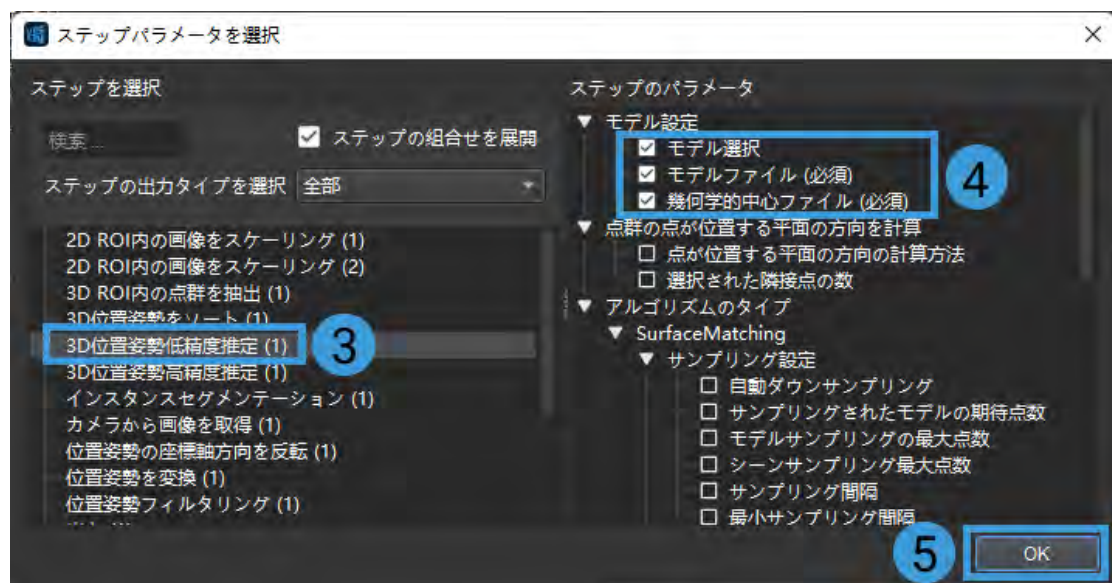 ステップパラメータを選択
ステップを選択
検索...
ステップの組合せを展開
ステップの出力タイプを選択 全部
2D ROI内の画像をスケーリング (1)
2D ROI内の画像をスケーリング (2)
3D ROI内の点群を抽出 (1)
3D位置姿勢をソート (1)
3D位置姿勢低精度推定 (1)
3
3D位置姿勢高精度推定 (1)
インスタンスセグメンテーション (1)
カメラから画像を取得 (1)
位置姿勢の座標軸方向を反転 (1)
位置姿勢を変換 (1)
位置姿勢フィルタリング (1)
ステップのパラメータ
モデル設定
モデル選択
モデルファイル (必須)
幾何学的中心ファイル (必須)
4
点群の点が位置する平面の方向を計算
点が位置する平面の方向の計算方法
選択された隣接点の数
アルゴリズムのタイプ
SurfaceMatching
サンプリング設定
自動ダウンサンプリング
サンプリングされたモデルの期待点数
モデルサンプリングの最大点数
シーンサンプリング最大点数
サンプリング間隔
最小サンプリング間隔
5
OK